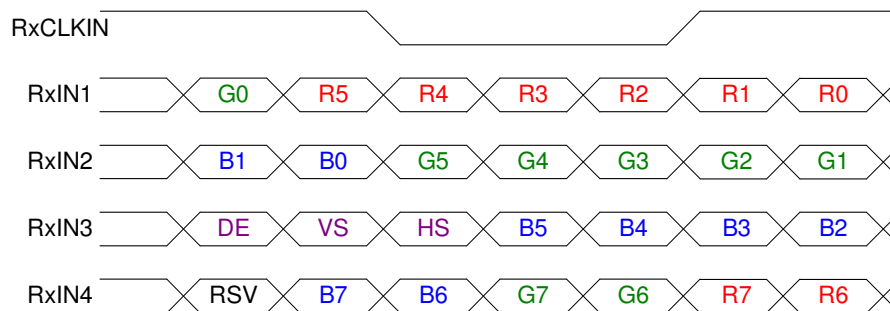 RxCLKIN
RxIN1 G0 R5 R4 R3 R2 R1 R0
RxIN2 B1 B0 G5 G4 G3 G2 G1
RxIN3 DE VS HS B5 B4 B3 B2
RxIN4 RSV B7 B6 G7 G6 R7 R6